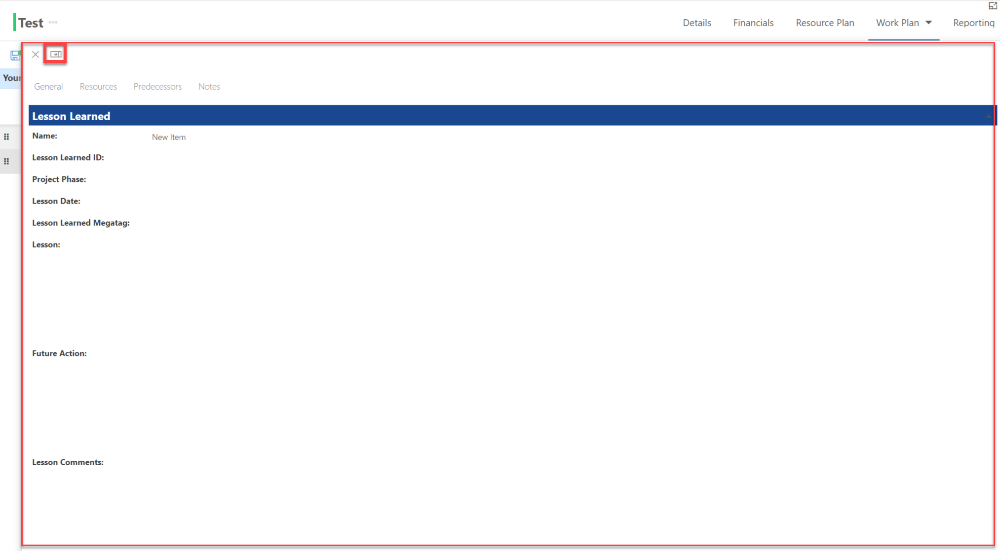 Test
Details Financials Resource Plan Work Plan Reporting
Your
General Resources Predecessors Notes
Lesson Learned
Name: New Item
Lesson Learned ID:
Project Phase:
Lesson Date:
Lesson Learned Megatag:
Lesson:
Future Action:
Lesson Comments: